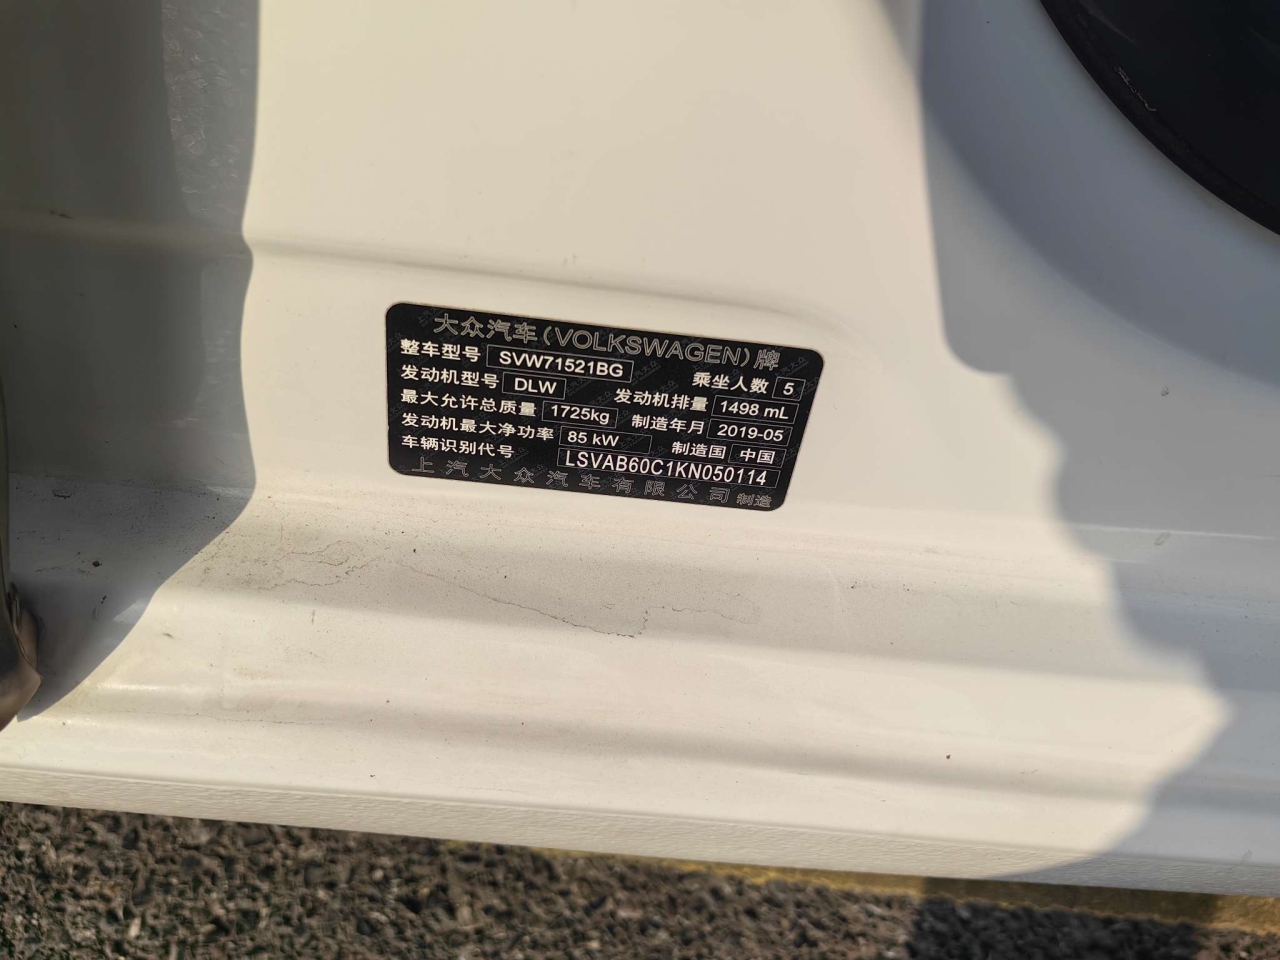 大众汽车(VOLKSWAGEN)牌
整车型号 SVW71521BG 乘坐人数 5
发动机型号 DLW 发动机排量 1498 mL
最大允许总质量 1725kg 制造年月 2019-05
发动机最大净功率 85 kW 制造国 中国
车辆识别代号 LSVAB60C1KN050114
上汽大众汽车有限公司 制造